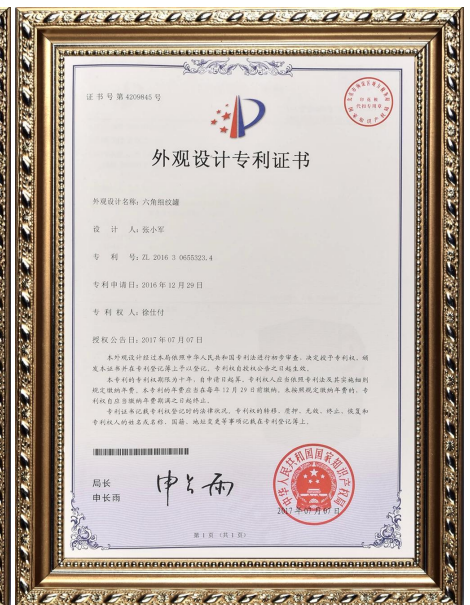 证书号第4209845号
外观设计专利证书
外观设计名称：六角细纹罐
设计人：张小军
专利号：ZL 2016 3 0655323.4
专利申请日：2016年12月29日
专利权人：徐仕付
授权公告日：2017年07月07日
本外观设计经过本局依照中华人民共和国专利法进行初步审查，决定授予专利权，颁
发本证书并在专利登记簿上予以登记。专利权自授权公告之日起生效。
本专利的专利权期限为十年，自申请日起算。专利权人应当依照专利法及其实施细则
规定缴纳年费。本专利的年费应当在每年12月29日前缴纳。未按照规定缴纳年费的，专
利权自应当缴纳年费期满之日起终止。
专利证书记载专利权登记时的法律状况。专利权的转移、质押、无效、终止、恢复和
专利权人的姓名或名称、国籍、地址变更等事项记载在专利登记簿上。
局长
申长雨
申长雨
中华人民共和国国家知识产权局
2017年07月07日
第1页（共1页）